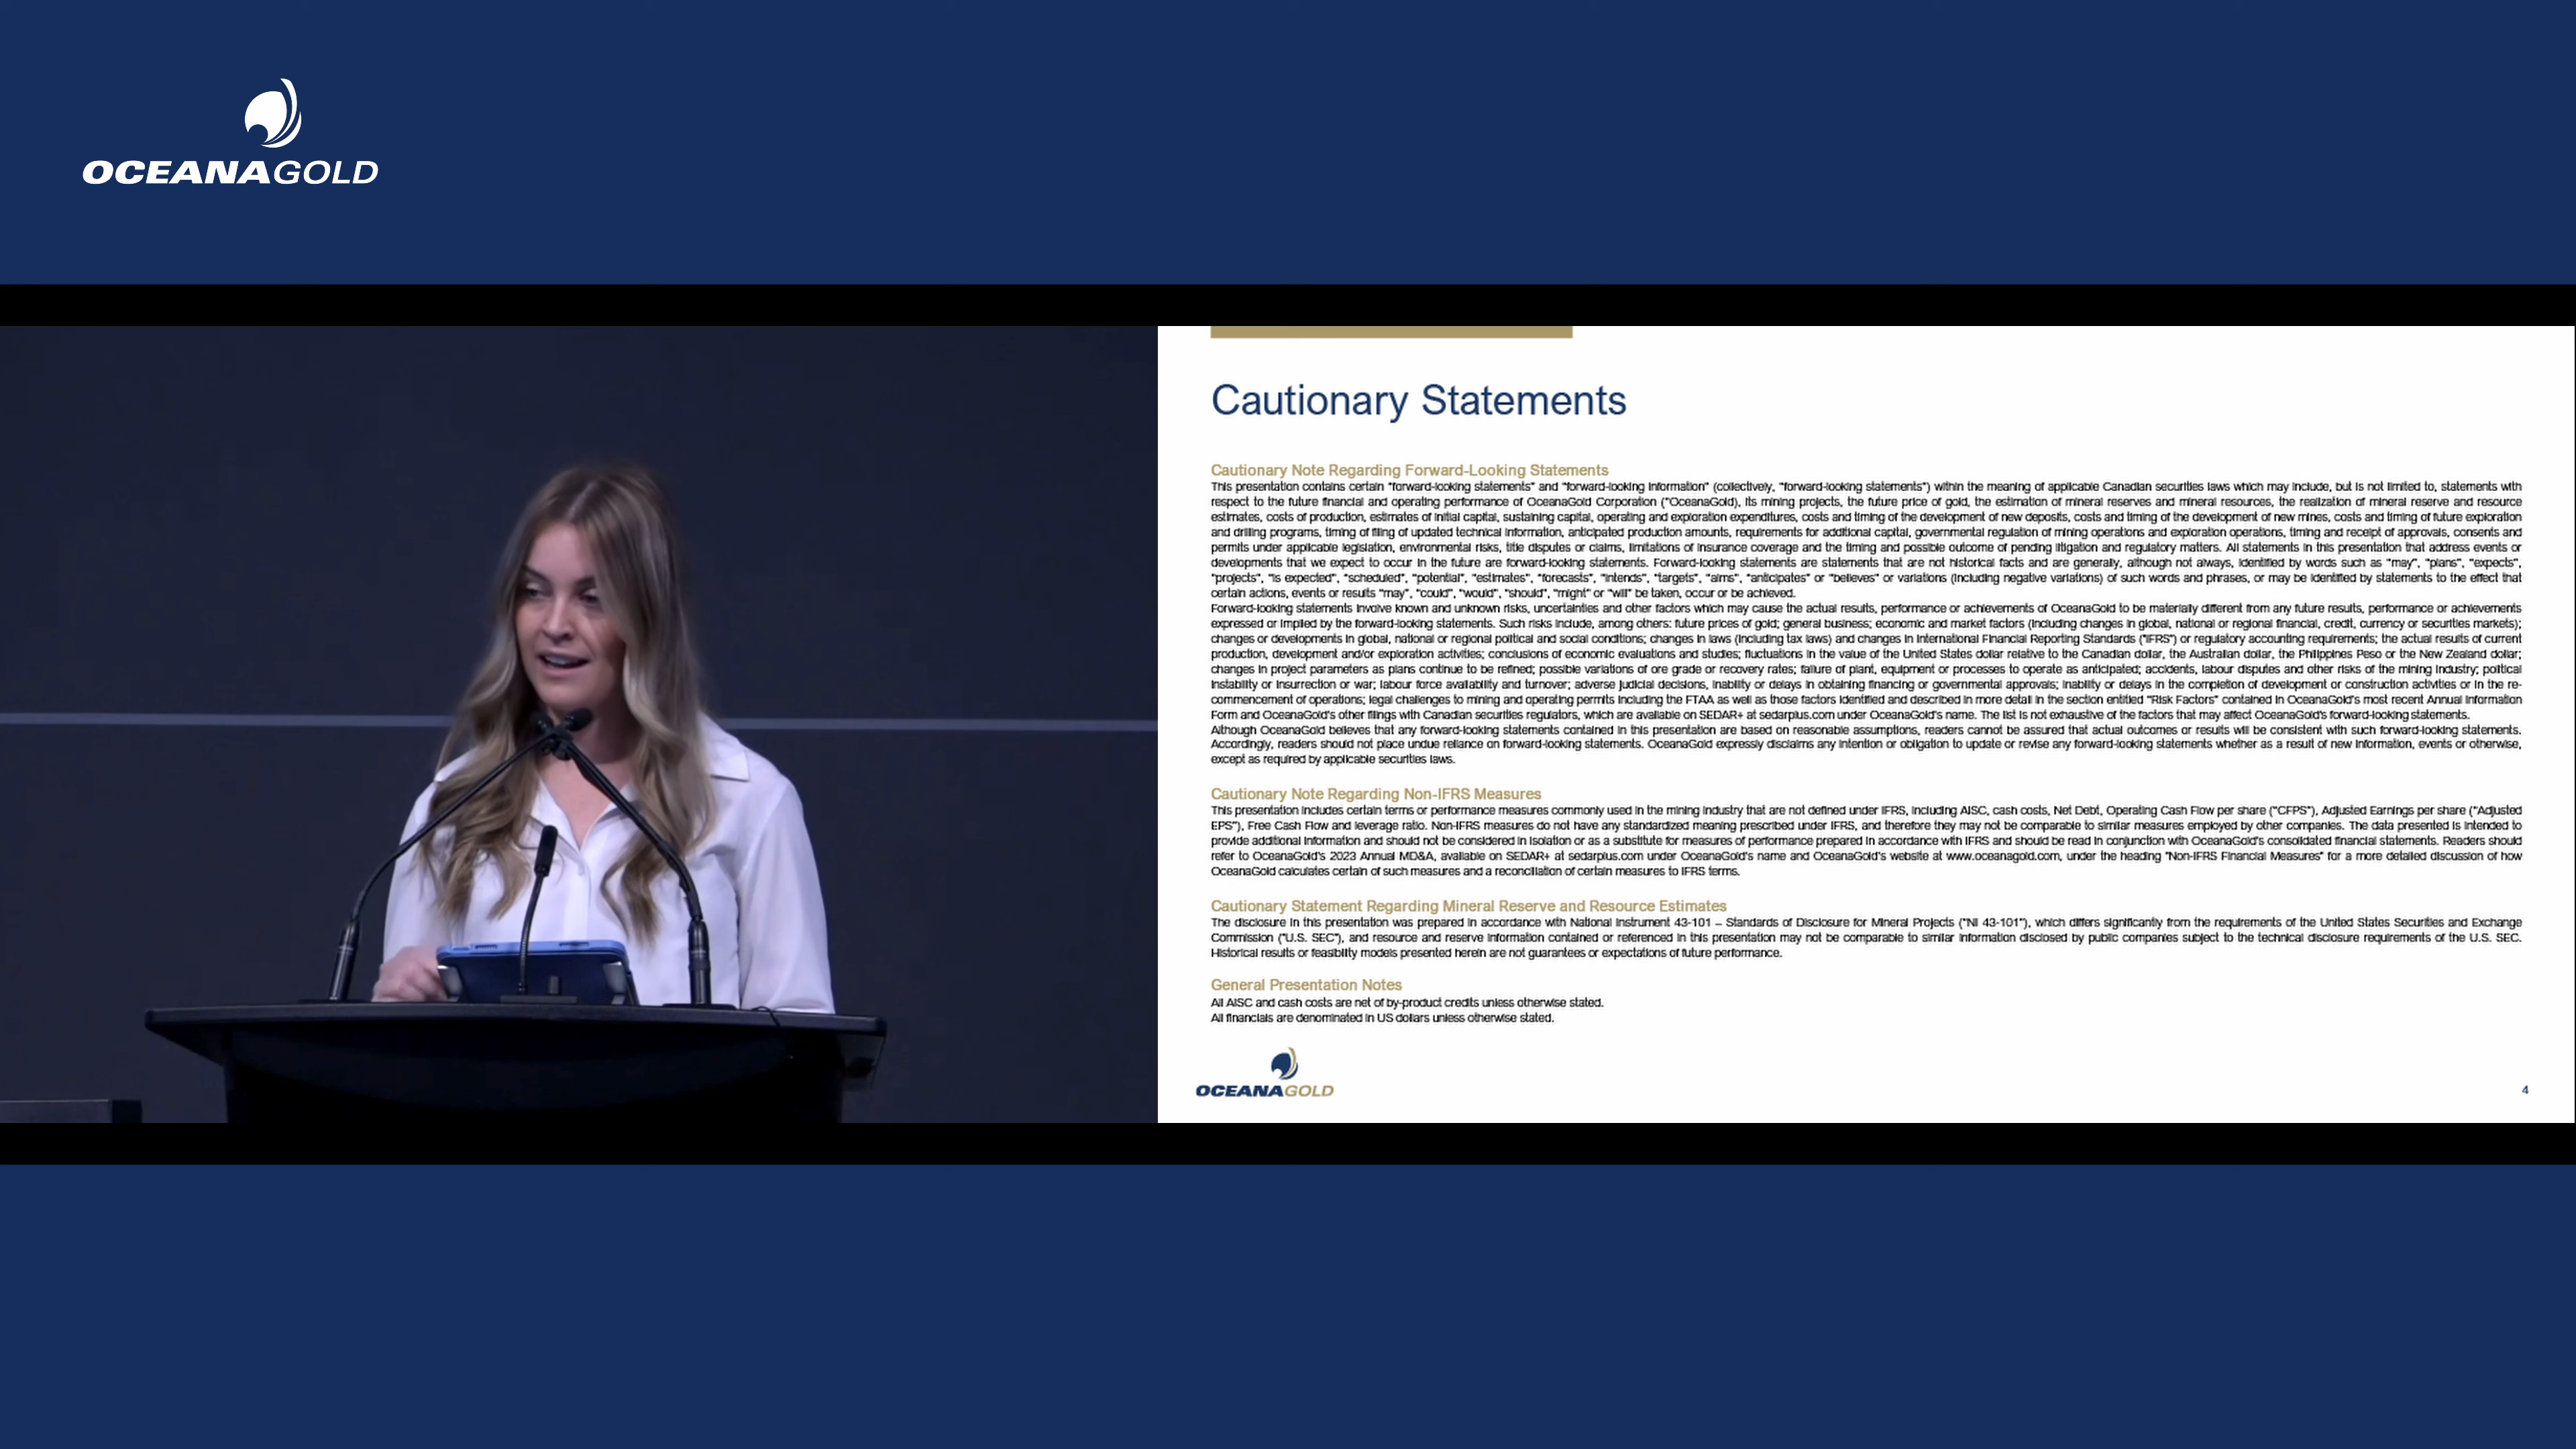 OCEANAGOLD
Cautionary Statements
Cautionary Note Regarding Forward-Looking Statements
This presentation contains certain "forward-looking statements" and "forward-looking information" (collectively, "forward-looking statements") within the meaning of applicable Canadian securities laws which may include, but is not limited to, statements with
respect to the future financial and operating performance of OceanaGold Corporation ("OceanaGold), its mining projects, the future price of gold, the estimation of mineral reserves and mineral resources, the realization of mineral reserve and resource
estimates, costs of production, estimates of initial capital, sustaining capital, operating and exploration expenditures, costs and timing of the development of new deposits, costs and timing of the development of new mines, costs and timing of future exploration
and drilling programs, timing of filing of updated technical information, anticipated production amounts, requirements for additional capital, governmental regulation of mining operations and exploration operations, timing and receipt of approvals, consents and
permits under applicable legislation, environmental risks, title disputes or claims, limitations of insurance coverage and the timing and possible outcome of pending litigation and regulatory matters. All statements in this presentation that address events or
developments that we expect to occur in the future are forward-looking statements. Forward-looking statements are statements that are not historical facts and are generally, although not always, identified by words such as "may", "plans", "expects",
"projects", "is expected", "scheduled", "potential", "estimates", "forecasts", "intends", "targets", "aims", "anticipates" or "believes" or variations (including negative variations) of such words and phrases, or may be identified by statements to the effect that
certain actions, events or results "may", "could", "would", "should", "might" or "will" be taken, occur or be achieved.
Forward-looking statements involve known and unknown risks, uncertainties and other factors which may cause the actual results, performance or achievements of OceanaGold to be materially different from any future results, performance or achievements
expressed or implied by the forward-looking statements. Such risks include, among others: future prices of gold; general business; economic and market factors (including changes in global, national or regional financial, credit, currency or securities markets);
changes or developments in global, national or regional political and social conditions; changes in laws (including tax laws) and changes in International Financial Reporting Standards ("IFRS") or regulatory accounting requirements; the actual results of current
production, development and/or exploration activities; conclusions of economic evaluations and studies; fluctuations in the value of the United States dollar relative to the Canadian dollar, the Australian dollar, the Philippines Peso or the New Zealand dollar;
changes in project parameters as plans continue to be refined; possible variations of ore grade or recovery rates; failure of plant, equipment or processes to operate as anticipated; accidents, labour disputes and other risks of the mining industry; political
instability or insurrection or war; labour force availability and turnover; adverse judicial decisions, inability or delays in obtaining financing or governmental approvals; inability or delays in the completion of development or construction activities or in the re-
commencement of operations; legal challenges to mining and operating permits including the FTAA as well as those factors identified and described in more detail in the section entitled "Risk Factors" contained in OceanaGold's most recent Annual Information
Form and OceanaGold's other filings with Canadian securities regulators, which are available on SEDAR+ at sedarplus.com under OceanaGold's name. The list is not exhaustive of the factors that may affect OceanaGold's forward-looking statements.
Although OceanaGold believes that any forward-looking statements contained in this presentation are based on reasonable assumptions, readers cannot be assured that actual outcomes or results will be consistent with such forward-looking statements.
Accordingly, readers should not place undue reliance on forward-looking statements. OceanaGold expressly disclaims any intention or obligation to update or revise any forward-looking statements whether as a result of new information, events or otherwise,
except as required by applicable securities laws.
Cautionary Note Regarding Non-IFRS Measures
This presentation includes certain terms or performance measures commonly used in the mining industry that are not defined under IFRS, including AISC, cash costs, Net Debt, Operating Cash Flow per share ("CFPS"), Adjusted Earnings per share ("Adjusted
EPS"), Free Cash Flow and leverage ratio. Non-IFRS measures do not have any standardized meaning prescribed under IFRS, and therefore they may not be comparable to similar measures employed by other companies. The data presented is intended to
provide additional information and should not be considered in isolation or as a substitute for measures of performance prepared in accordance with IFRS and should be read in conjunction with OceanaGold's consolidated financial statements. Readers should
refer to OceanaGold's 2023 Annual MD&A, available on SEDAR+ at sedarplus.com under OceanaGold's name and OceanaGold's website at www.oceanagold.com, under the heading "Non-IFRS Financial Measures" for a more detailed discussion of how
OceanaGold calculates certain of such measures and a reconciliation of certain measures to IFRS terms.
Cautionary Statement Regarding Mineral Reserve and Resource Estimates
The disclosure in this presentation was prepared in accordance with National Instrument 43-101 – Standards of Disclosure for Mineral Projects ("NI 43-101"), which differs significantly from the requirements of the United States Securities and Exchange
Commission ("U.S. SEC"), and resource and reserve information contained or referenced in this presentation may not be comparable to similar information disclosed by public companies subject to the technical disclosure requirements of the U.S. SEC.
Historical results or feasibility models presented herein are not guarantees or expectations of future performance.
General Presentation Notes
All AISC and cash costs are net of by-product credits unless otherwise stated.
All financials are denominated in US dollars unless otherwise stated.
OCEANAGOLD
4